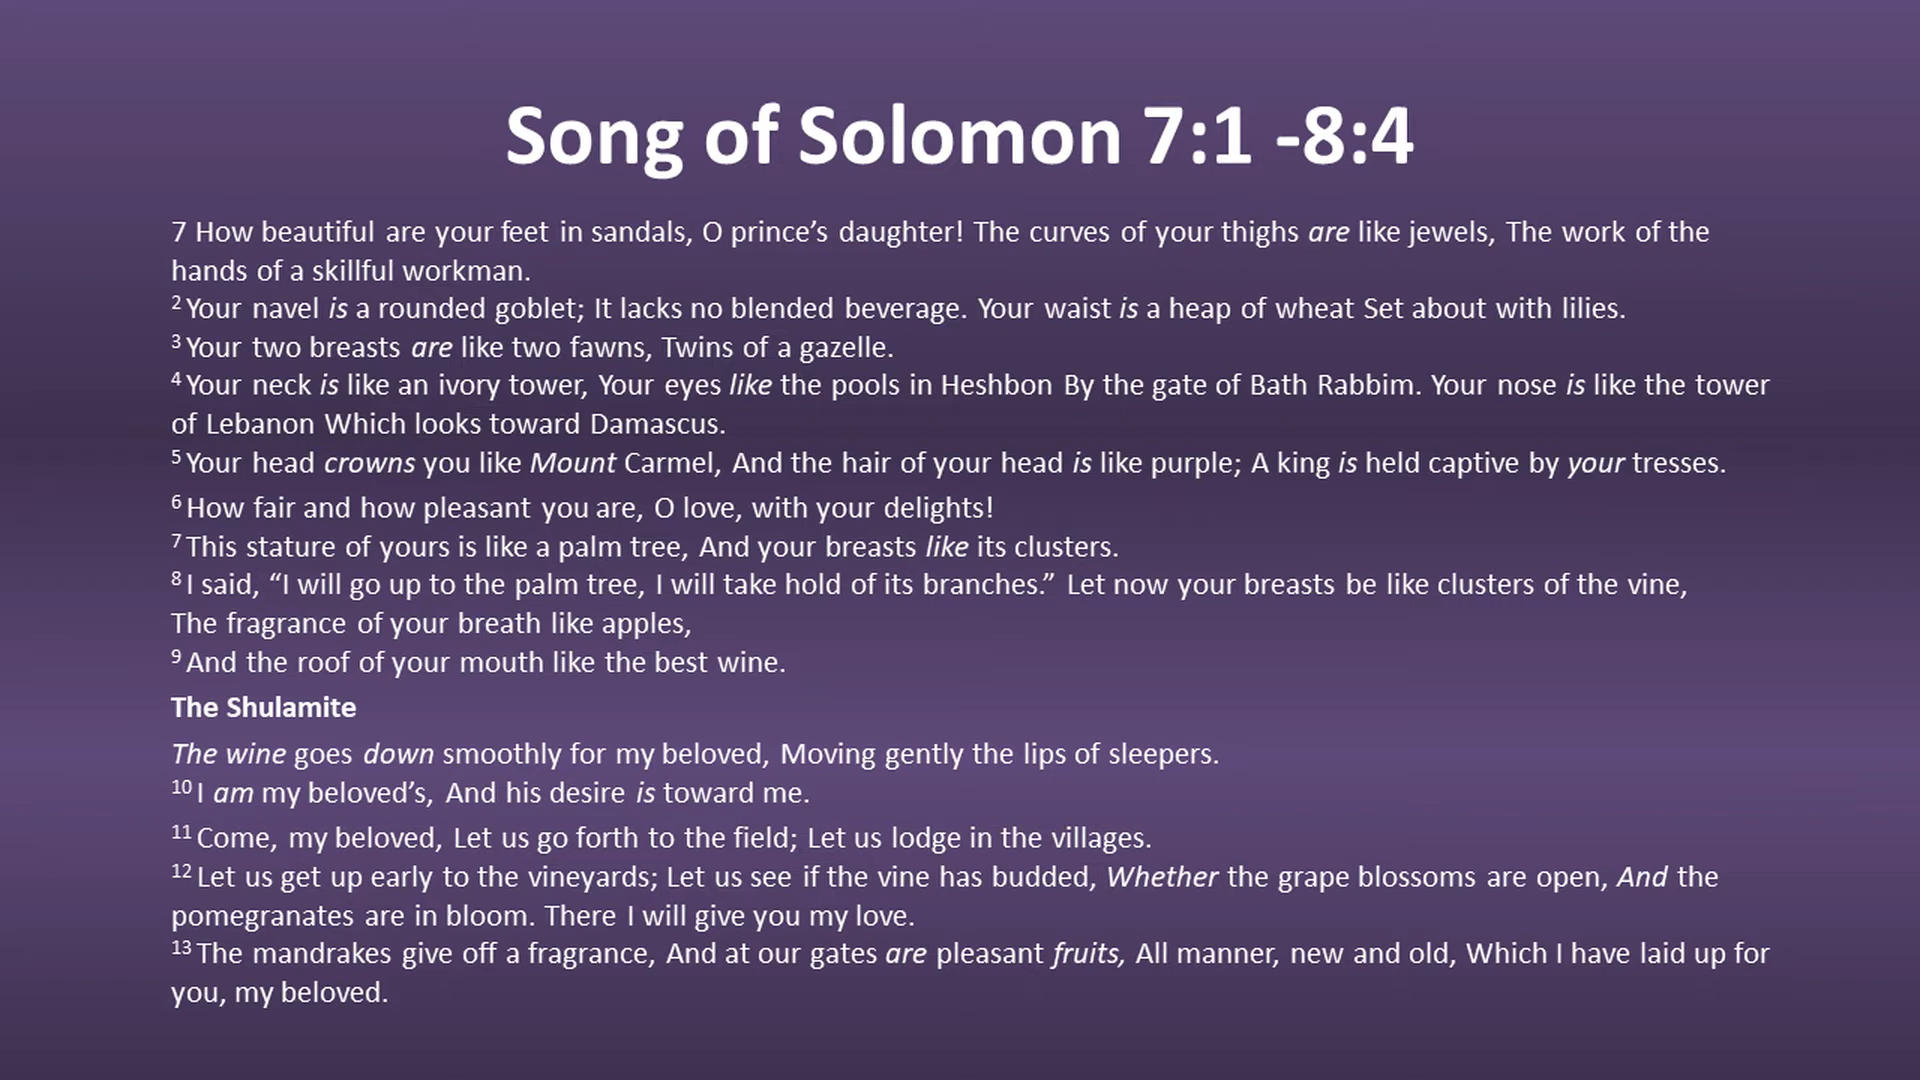 Song of Solomon 7:1 -8:4
7 How beautiful are your feet in sandals, O prince’s daughter! The curves of your thighs are like jewels, The work of the
hands of a skillful workman.
2 Your navel is a rounded goblet; It lacks no blended beverage. Your waist is a heap of wheat Set about with lilies.
3 Your two breasts are like two fawns, Twins of a gazelle.
4 Your neck is like an ivory tower, Your eyes like the pools in Heshbon By the gate of Bath Rabbim. Your nose is like the tower
of Lebanon Which looks toward Damascus.
5 Your head crowns you like Mount Carmel, And the hair of your head is like purple; A king is held captive by your tresses.
6 How fair and how pleasant you are, O love, with your delights!
7 This stature of yours is like a palm tree, And your breasts like its clusters.
8 I said, “I will go up to the palm tree, I will take hold of its branches.” Let now your breasts be like clusters of the vine,
The fragrance of your breath like apples,
9 And the roof of your mouth like the best wine.
The Shulamite
The wine goes down smoothly for my beloved, Moving gently the lips of sleepers.
10 I am my beloved’s, And his desire is toward me.
11 Come, my beloved, Let us go forth to the field; Let us lodge in the villages.
12 Let us get up early to the vineyards; Let us see if the vine has budded, Whether the grape blossoms are open, And the
pomegranates are in bloom. There I will give you my love.
13 The mandrakes give off a fragrance, And at our gates are pleasant fruits, All manner, new and old, Which I have laid up for
you, my beloved.